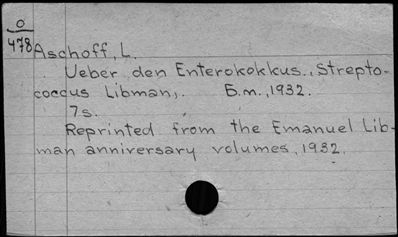 0
478
Aschoff, L.
Ueber den Enterokokkus., Strepto-
coccus Libman,. Б.m., 1932.
7s.
Reprinted from the Emanuel Lib-
man anniversary volumes, 1932.